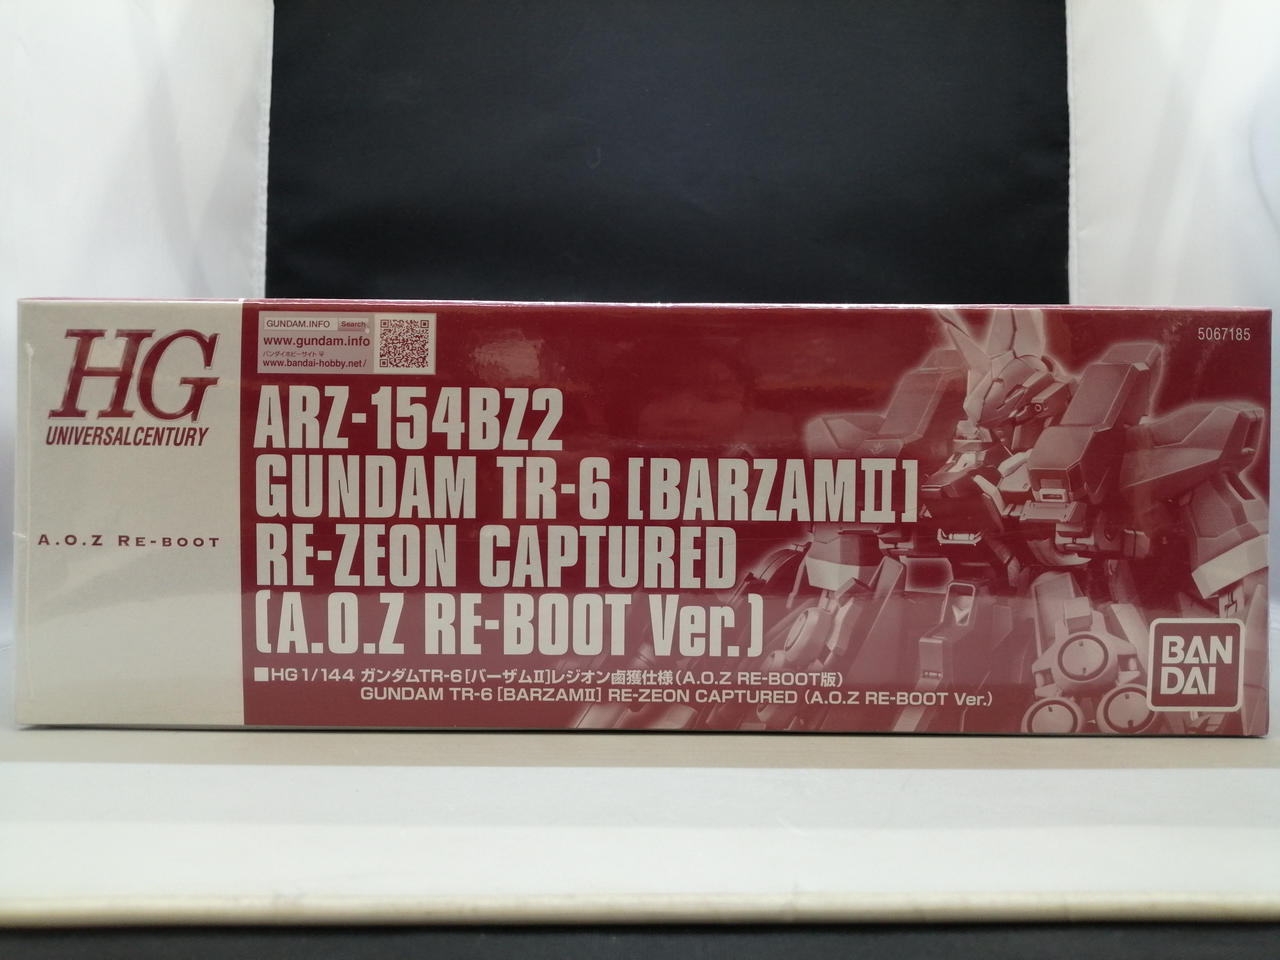 HG
UNIVERSAL CENTURY
A.O.Z RE-BOOT
GUNDAM.INFO Search
www.gundam.info
バンダイホビーサイト
www.bandai-hobby.net/
5067185
ARZ-154BZ2
GUNDAM TR-6 [BARZAMⅡ]
RE-ZEON CAPTURED
(A.O.Z RE-BOOT Ver.)
■HG 1/144 ガンダムTR-6[バーザムⅡ]レジオン鹵獲仕様(A.O.Z RE-BOOT版)
GUNDAM TR-6 [BARZAMⅡ] RE-ZEON CAPTURED (A.O.Z RE-BOOT Ver.)
BAN
DAI